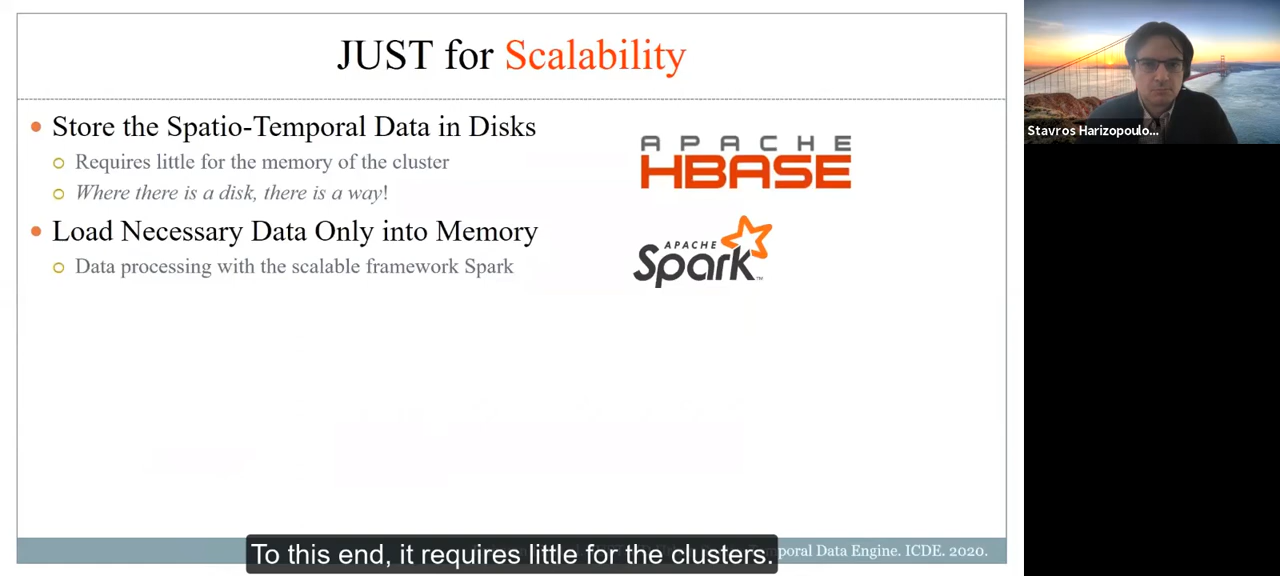 JUST for Scalability
Store the Spatio-Temporal Data in Disks
Requires little for the memory of the cluster
Where there is a disk, there is a way!
Load Necessary Data Only into Memory
Data processing with the scalable framework Spark
APACHE
HBASE
APACHE
Spark™
Stavros Harizopoulo...
To this end, it requires little for the clusters.
Temporal Data Engine. ICDE. 2020.